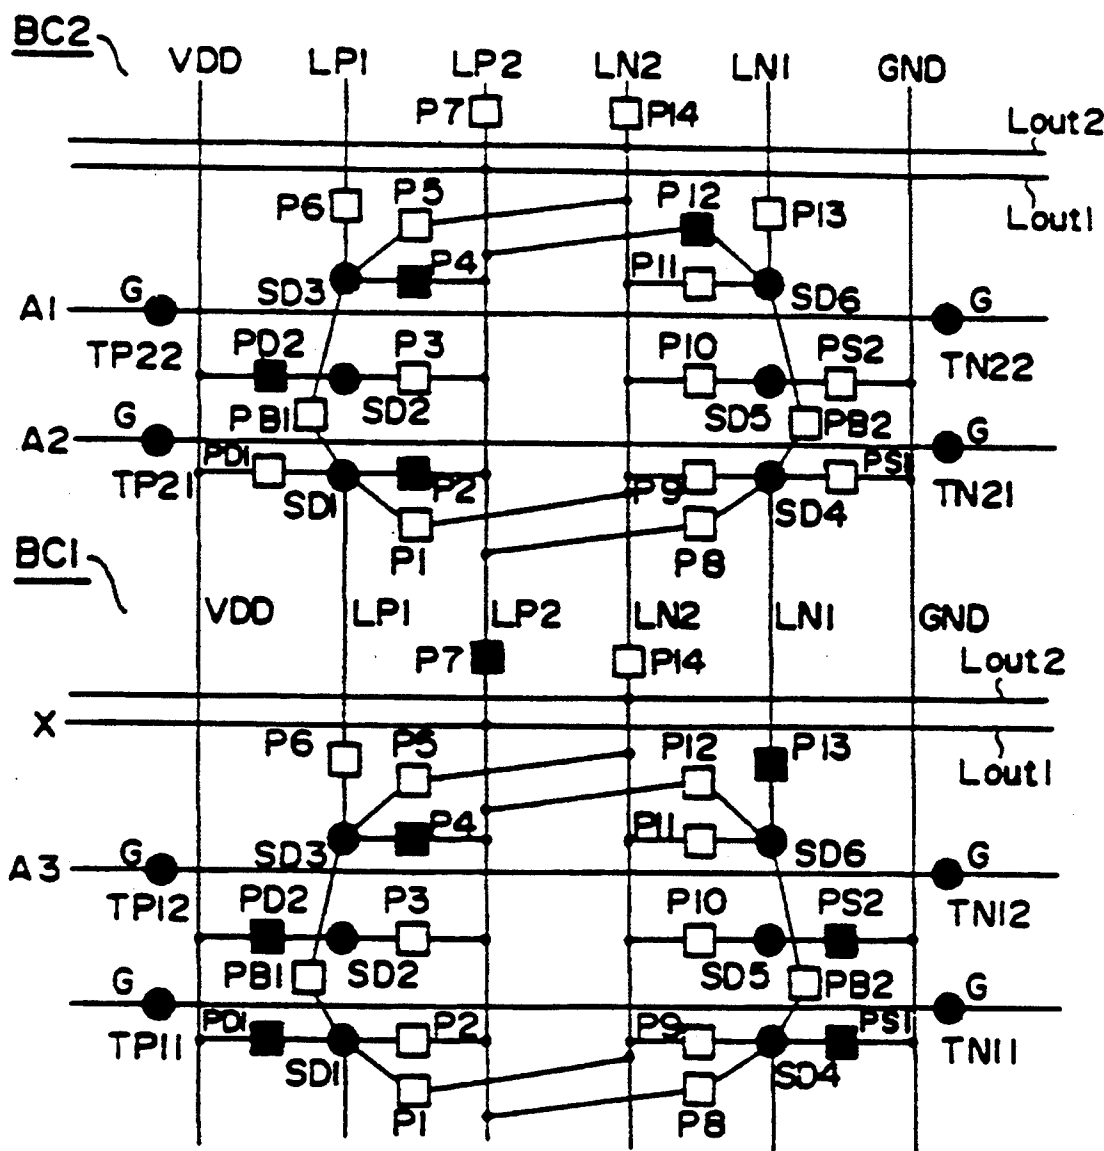 BC2
VDD LP1 LP2 LN2 LN1 GND
P7 P14
Lout2
P6 P5 P12 P13
Lout1
P4 P11
A1 G SD3 SD6 G
TP22 PD2 P3 P10 PS2 TN22
PB1 SD2 SD5 PB2
A2 G G
TP21 PD1 SD1 P2 P9 SD4 PS1 TN21
P1 P8
BC1
VDD LP1 LP2 LN2 LN1 GND
P7 P14
Lout2
X
P6 P5 P12 P13
Lout1
P4 P11
A3 G SD3 SD6 G
TP12 PD2 P3 P10 PS2 TN12
PB1 SD2 SD5 PB2
G G
TP11 PD1 SD1 P2 P9 SD4 PS1 TN11
P1 P8